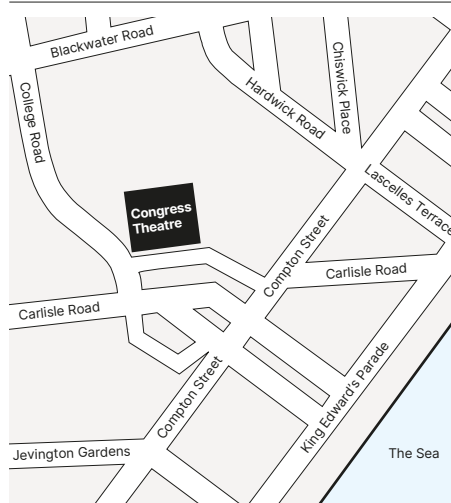 Blackwater Road
College Road
Hardwick Road
Chiswick Place
Congress
Theatre
Lascelles Terrace
Compton Street
Carlisle Road
Carlisle Road
Compton Street
King Edward's Parade
Jevington Gardens
The Sea